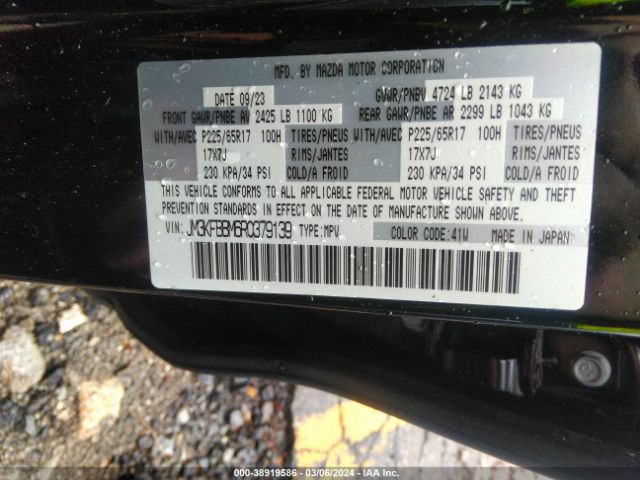 MFD. BY MAZDA MOTOR CORPORATION
DATE 09/23 GVWR/PNBV 4724 LB 2143 KG
FRONT GAWR/PNBE AV 2425 LB 1100 KG REAR GAWR/PNBE AR 2299 LB 1043 KG
WITH/AVEC P225/65R17 100H TIRES/PNEUS WITH/AVEC P225/65R17 100H TIRES/PNEUS
17X7J RIMS/JANTES 17X7J RIMS/JANTES
230 KPA/34 PSI COLD/A FROID 230 KPA/34 PSI COLD/A FROID
THIS VEHICLE CONFORMS TO ALL APPLICABLE FEDERAL MOTOR VEHICLE SAFETY AND THEFT
PREVENTION STANDARDS IN EFFECT ON THE DATE OF MANUFACTURE SHOWN ABOVE.
VIN: JM3KFBBM6R0379139 TYPE:MPV COLOR CODE:41W MADE IN JAPAN
000-38919586 - 03/06/2024 - IAA Inc.